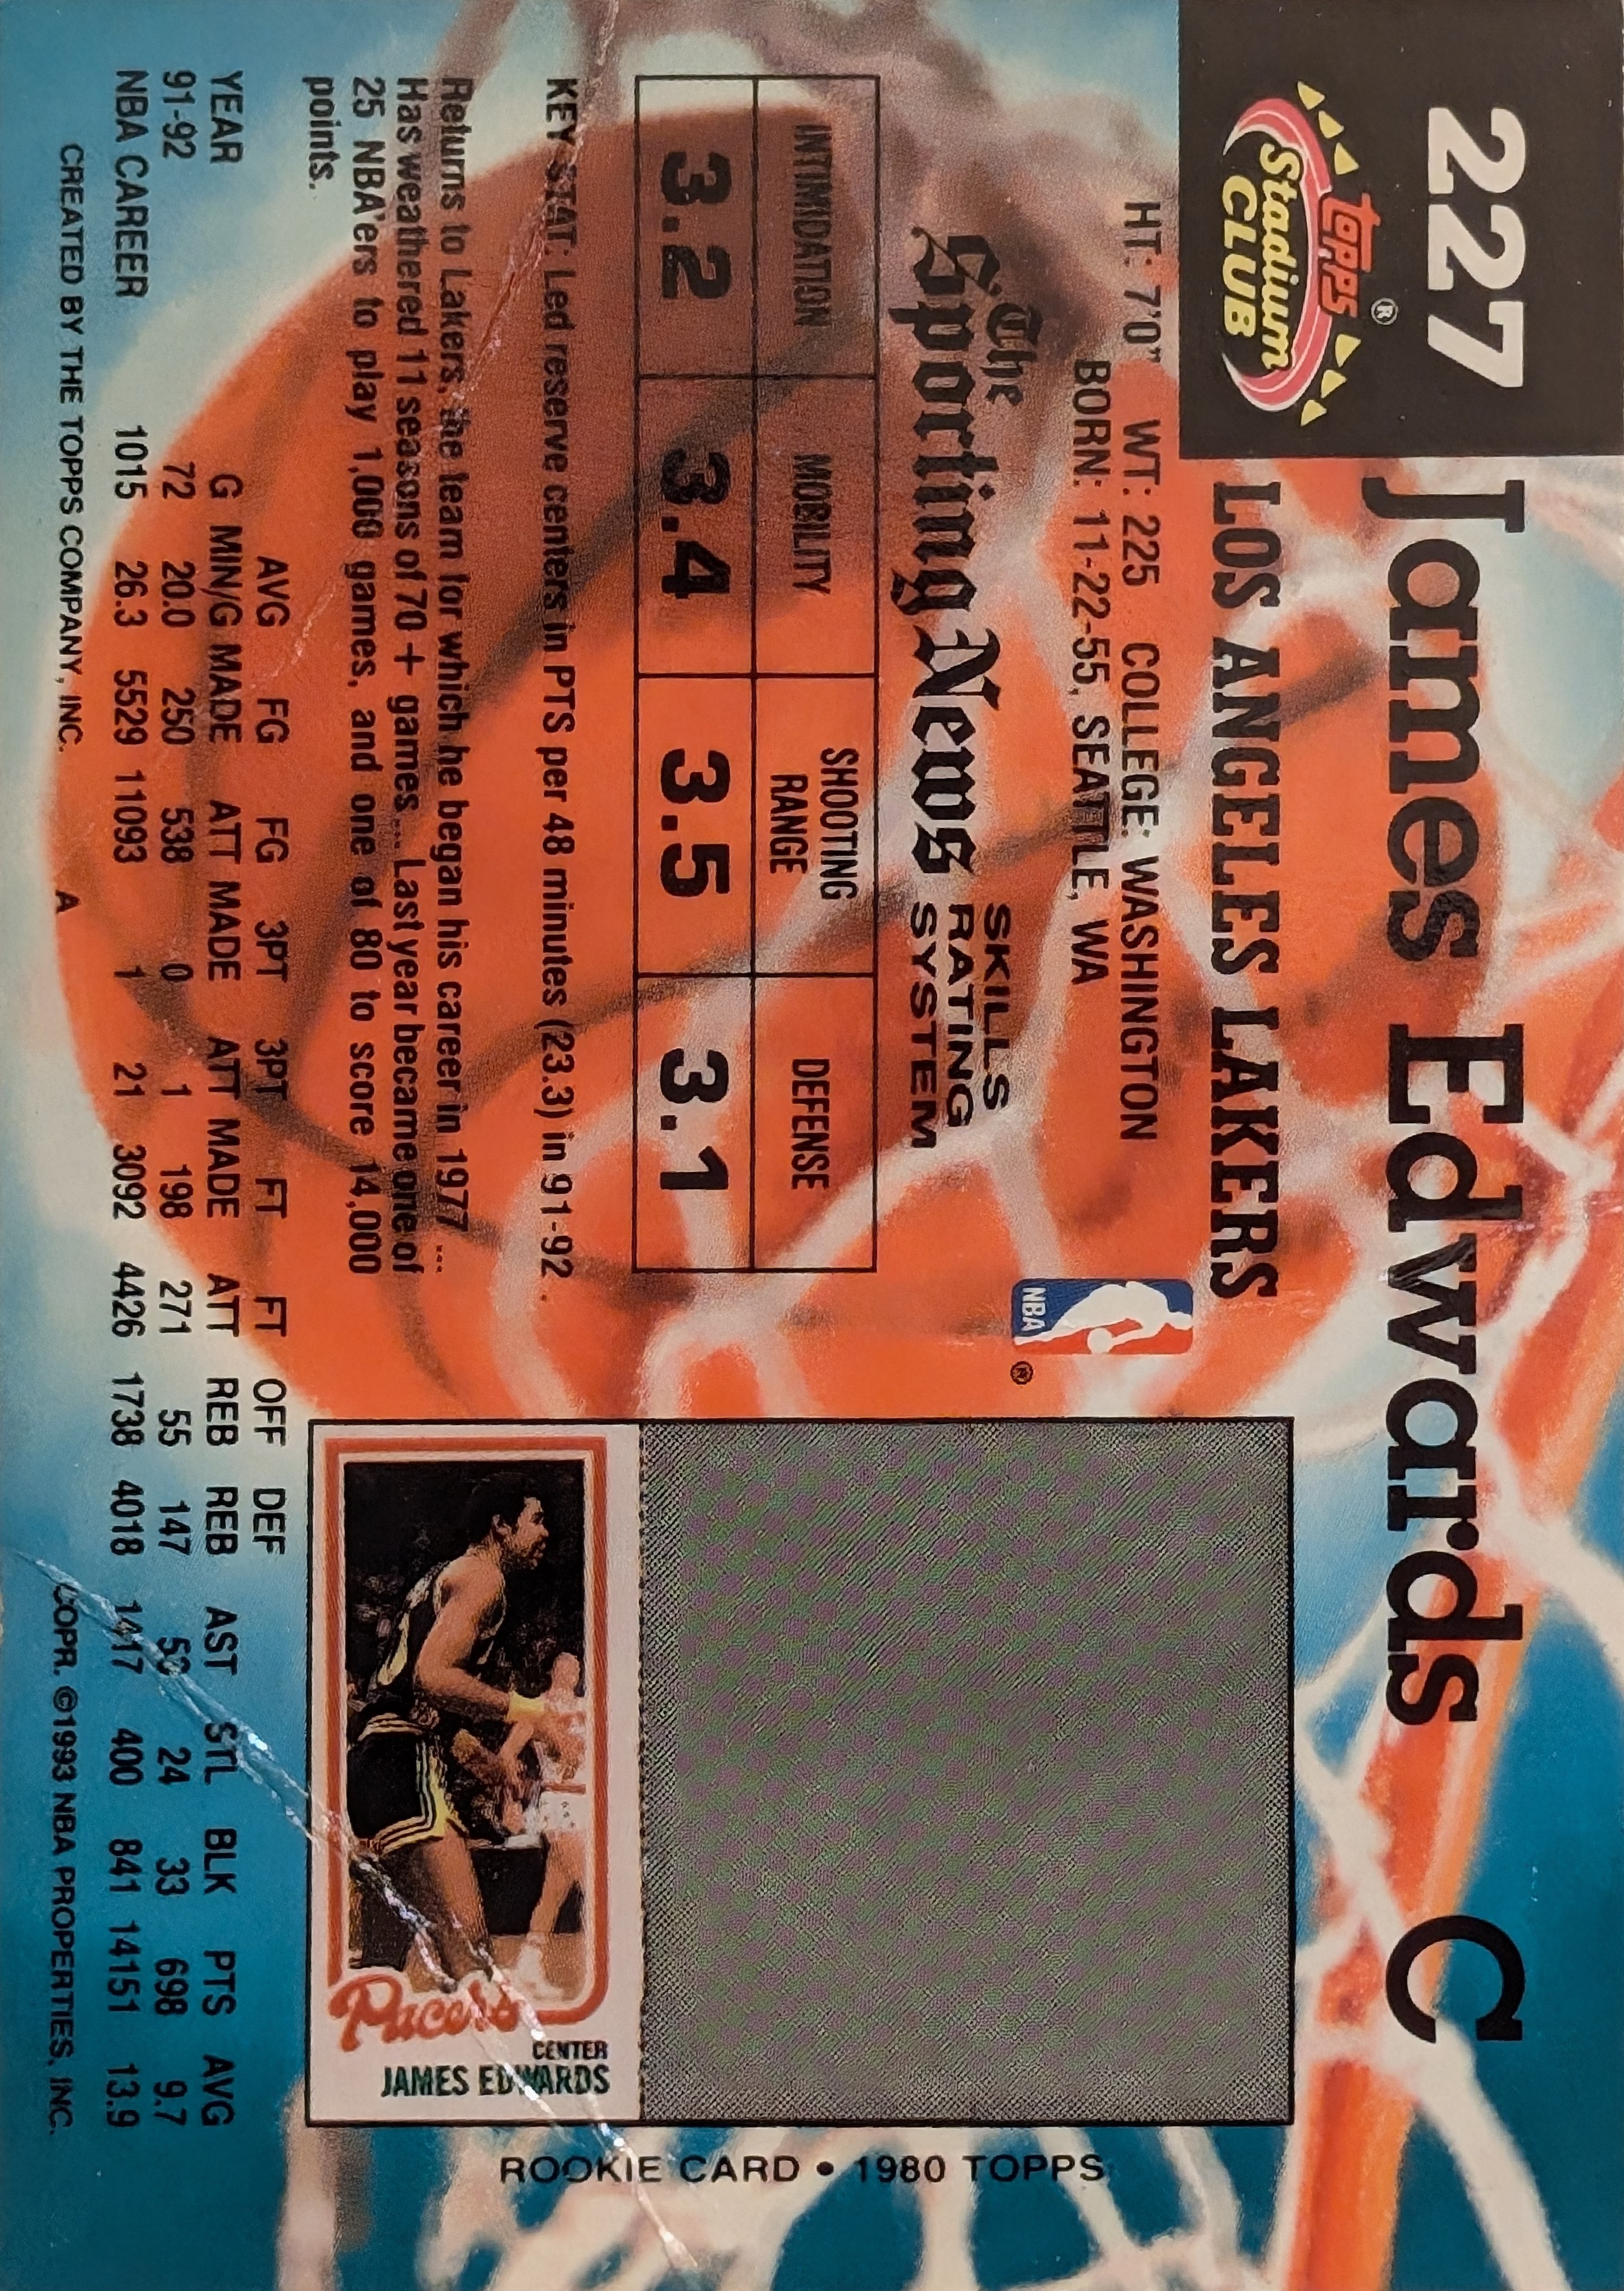 227
TOPPS ®
Stadium
CLUB
James Edwards C
LOS ANGELES LAKERS
HT: 7'0" WT: 225 COLLEGE: WASHINGTON
BORN: 11-22-55, SEATTLE, WA
NBA ®
The
Sporting News
SKILLS
RATING
SYSTEM
INTIMIDATION MOBILITY SHOOTING RANGE DEFENSE
3.2 3.4 3.5 3.1
KEY STAT: Led reserve centers in PTS per 48 minutes (23.3) in 91-92.
Returns to Lakers, the team for which he began his career in 1977 ...
Has weathered 11 seasons of 70+ games... Last year became one of
25 NBA'ers to play 1,000 games, and one of 80 to score 14,000
points.
Pacers
CENTER
JAMES EDWARDS
ROOKIE CARD • 1980 TOPPS
AVG FG FG 3PT 3PT FT FT OFF DEF
YEAR G MIN/G MADE ATT MADE ATT MADE ATT REB REB AST STL BLK PTS AVG
91-92 72 20.0 250 538 0 1 198 271 55 147 53 24 33 698 9.7
NBA CAREER 1015 26.3 5529 11093 1 21 3092 4426 1738 4018 1417 400 841 14151 13.9
CREATED BY THE TOPPS COMPANY, INC. A COPR. ©1993 NBA PROPERTIES, INC.